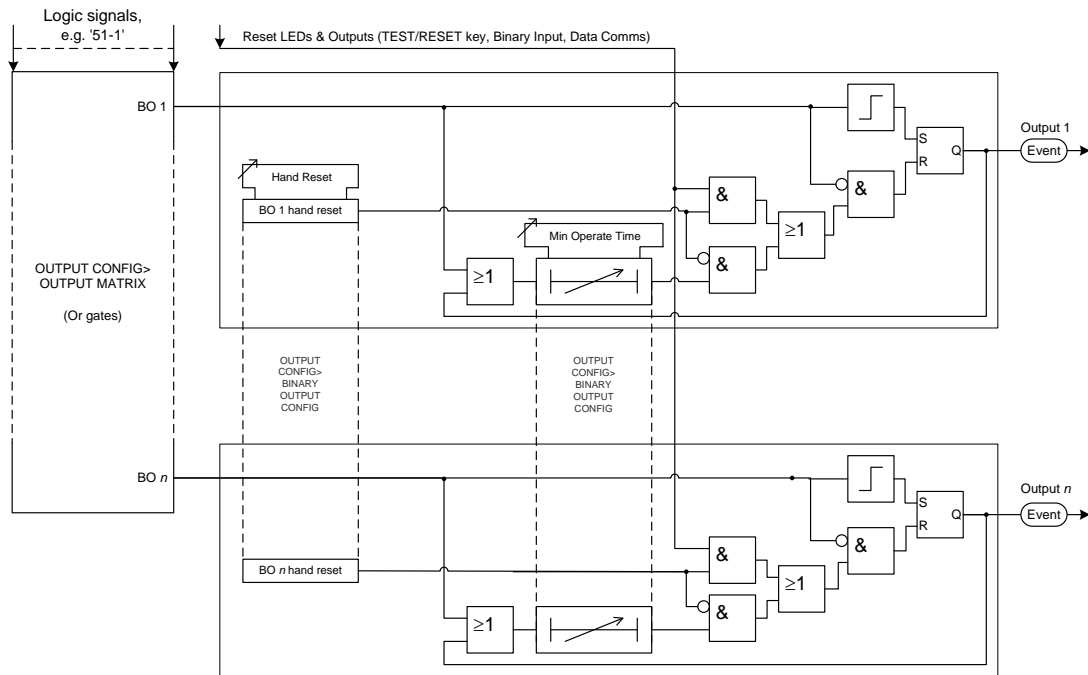 Logic signals,
e.g. '51-1'
Reset LEDs & Outputs (TEST/RESET key, Binary Input, Data Comms)
BO 1
Output 1
S
R
Q
Event
Hand Reset
BO 1 hand reset
&
&
≥1
Min Operate Time
&
≥1
OUTPUT CONFIG>
OUTPUT MATRIX
(Or gates)
OUTPUT
CONFIG>
BINARY
OUTPUT
CONFIG
OUTPUT
CONFIG>
BINARY
OUTPUT
CONFIG
BO n
Output n
S
R
Q
Event
&
&
BO n hand reset
≥1
&
≥1